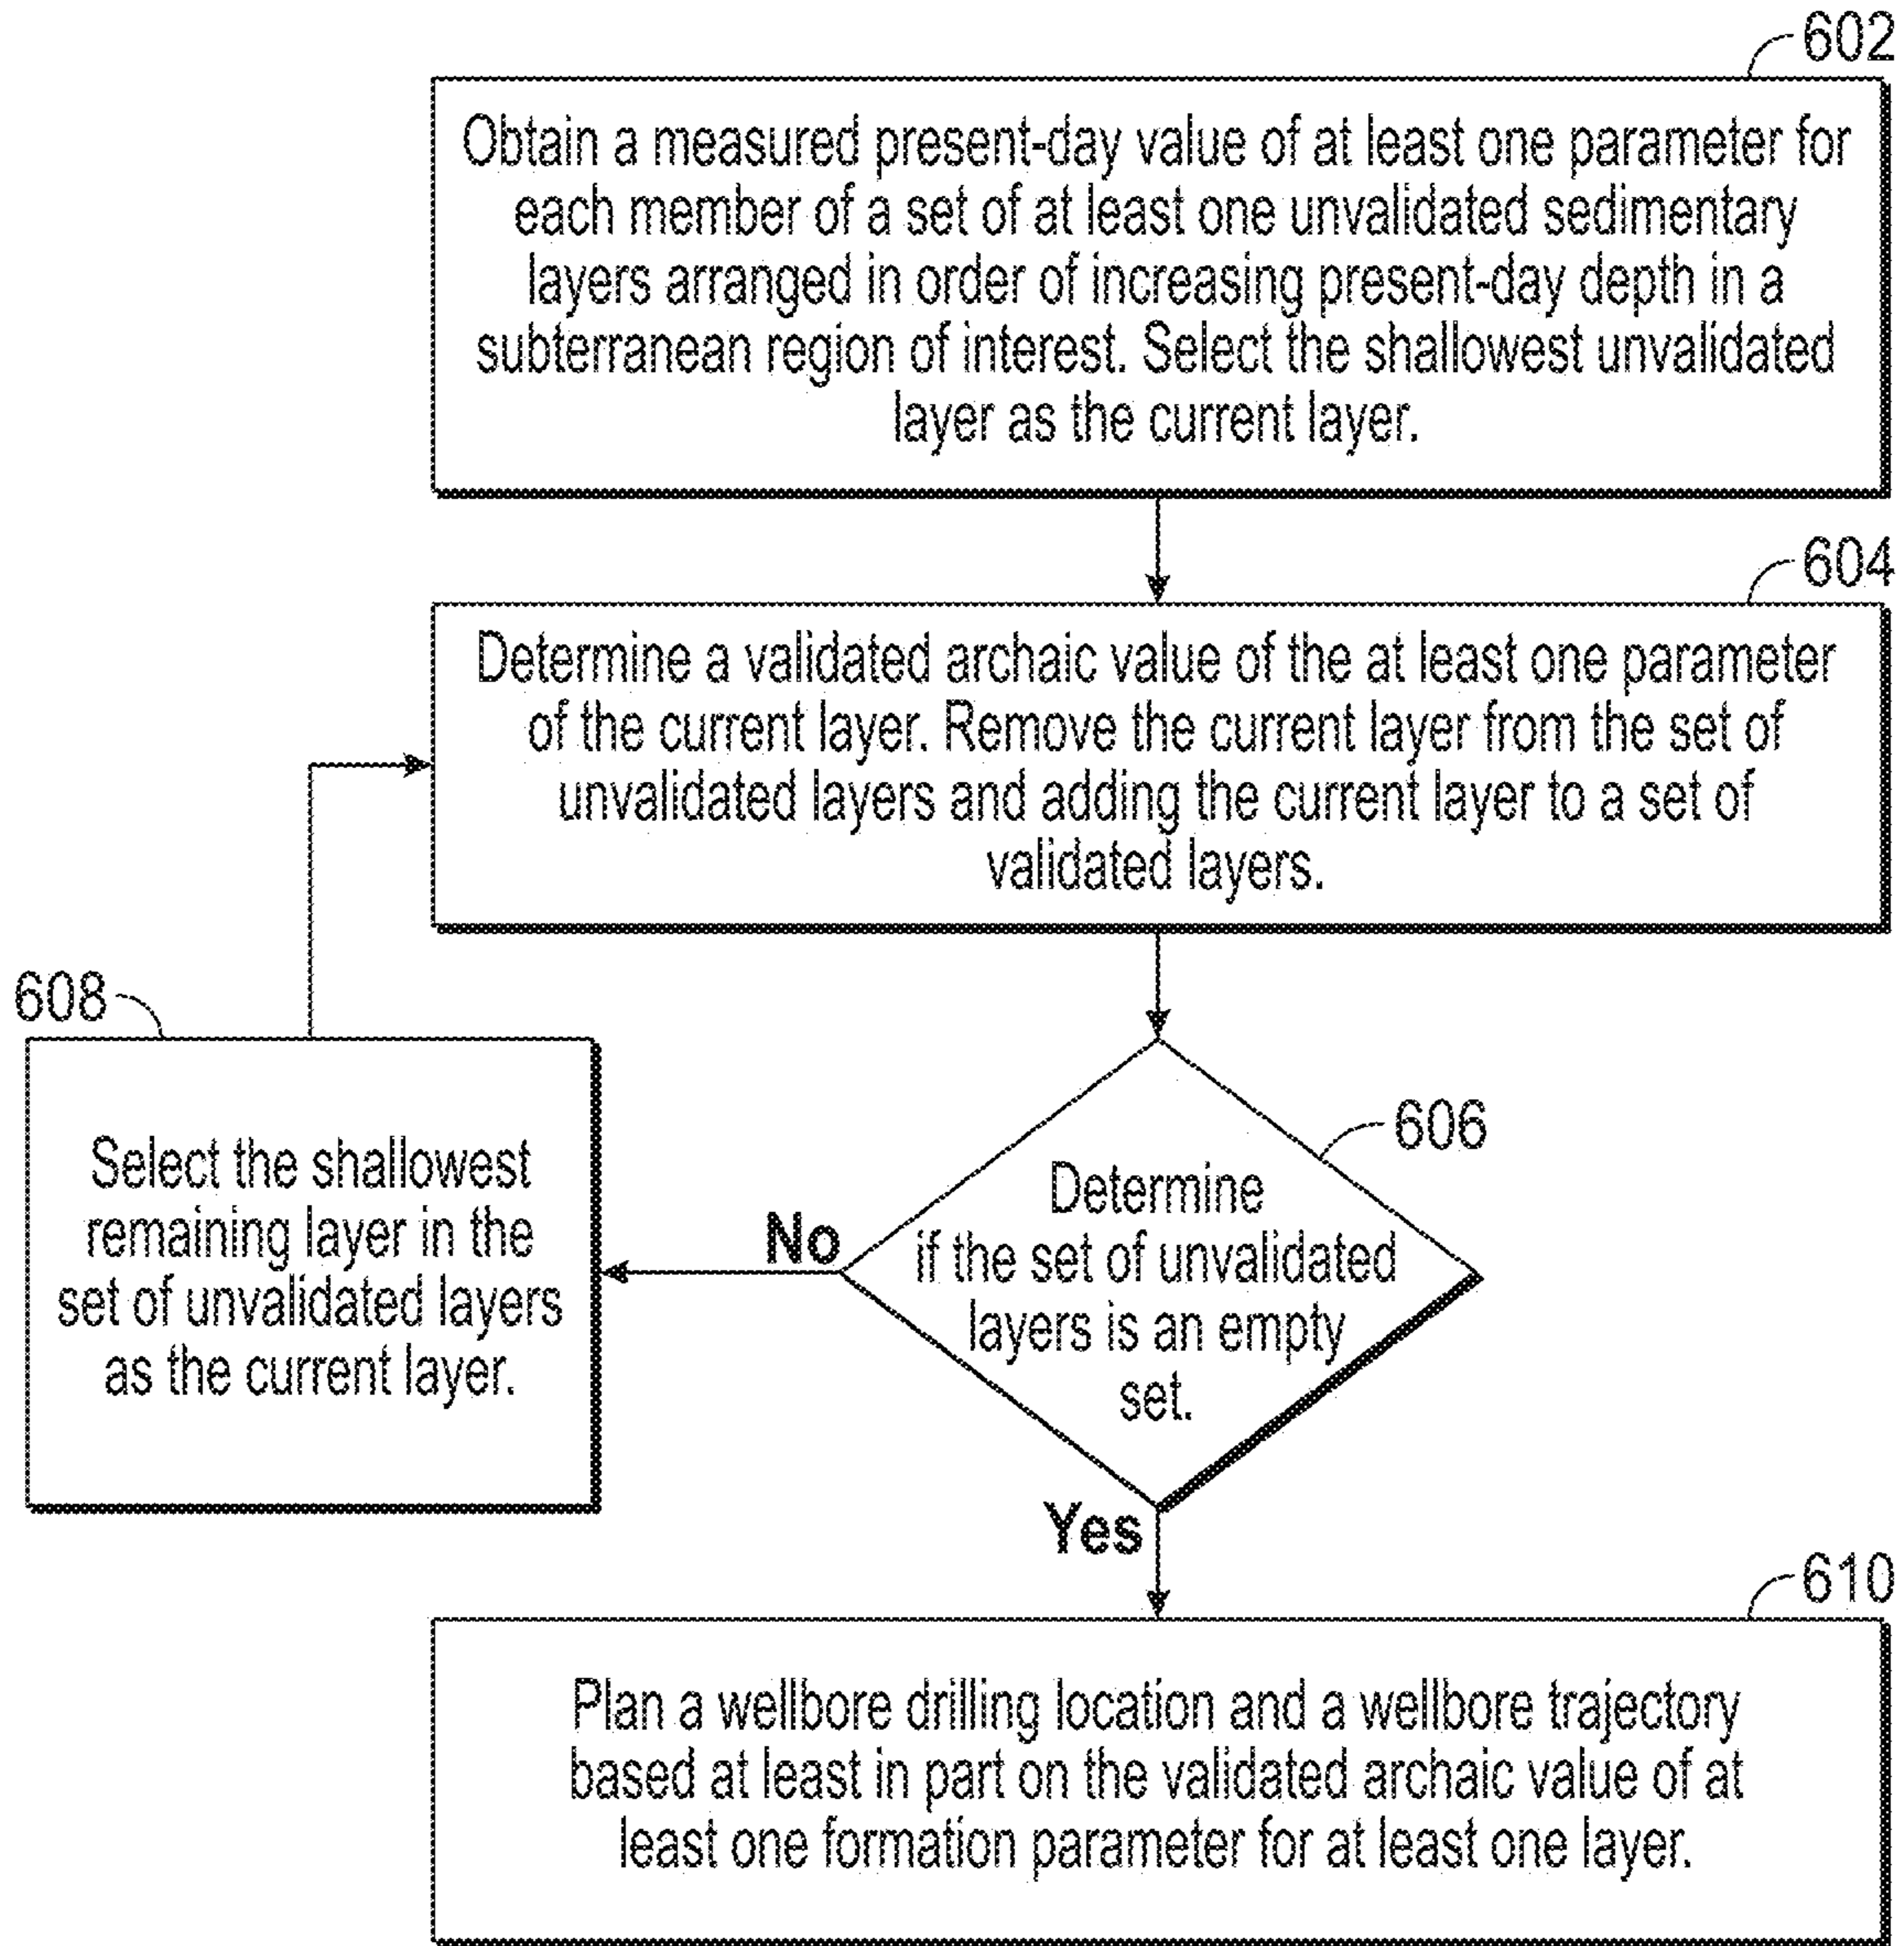 602
Obtain a measured present-day value of at least one parameter for
each member of a set of at least one unvalidated sedimentary
layers arranged in order of increasing present-day depth in a
subterranean region of interest. Select the shallowest unvalidated
layer as the current layer.
604
Determine a validated archaic value of the at least one parameter
of the current layer. Remove the current layer from the set of
unvalidated layers and adding the current layer to a set of
validated layers.
608
Select the shallowest
remaining layer in the
set of unvalidated layers
as the current layer.
606
Determine
if the set of unvalidated
layers is an empty
set.
No
Yes
610
Plan a wellbore drilling location and a wellbore trajectory
based at least in part on the validated archaic value of at
least one formation parameter for at least one layer.